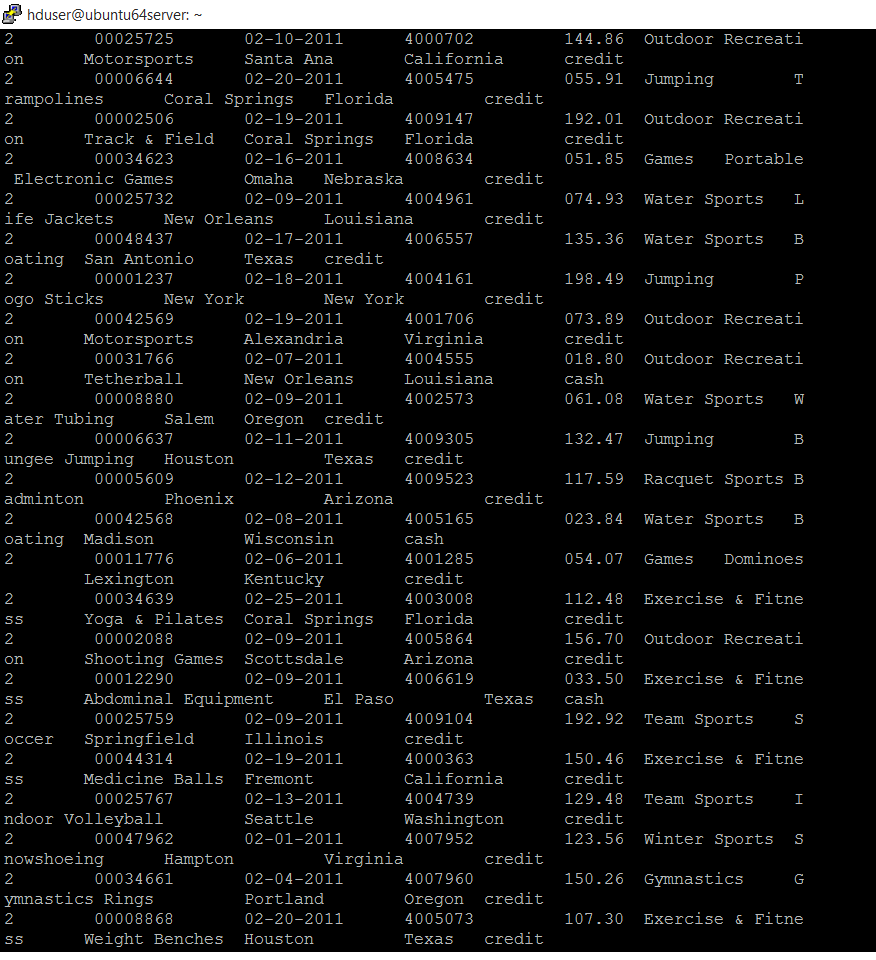 hduser@ubuntu64server: ~
2 00025725 02-10-2011 4000702 144.86 Outdoor Recreati
on Motorsports Santa Ana California credit
2 00006644 02-20-2011 4005475 055.91 Jumping T
rampolines Coral Springs Florida credit
2 00002506 02-19-2011 4009147 192.01 Outdoor Recreati
on Track & Field Coral Springs Florida credit
2 00034623 02-16-2011 4008634 051.85 Games Portable
Electronic Games Omaha Nebraska credit
2 00025732 02-09-2011 4004961 074.93 Water Sports L
ife Jackets New Orleans Louisiana credit
2 00048437 02-17-2011 4006557 135.36 Water Sports B
oating San Antonio Texas credit
2 00001237 02-18-2011 4004161 198.49 Jumping P
ogo Sticks New York New York credit
2 00042569 02-19-2011 4001706 073.89 Outdoor Recreati
on Motorsports Alexandria Virginia credit
2 00031766 02-07-2011 4004555 018.80 Outdoor Recreati
on Tetherball New Orleans Louisiana cash
2 00008880 02-09-2011 4002573 061.08 Water Sports W
ater Tubing Salem Oregon credit
2 00006637 02-11-2011 4009305 132.47 Jumping B
ungee Jumping Houston Texas credit
2 00005609 02-12-2011 4009523 117.59 Racquet Sports B
adminton Phoenix Arizona credit
2 00042568 02-08-2011 4005165 023.84 Water Sports B
oating Madison Wisconsin cash
2 00011776 02-06-2011 4001285 054.07 Games Dominoes
Lexington Kentucky credit
2 00034639 02-25-2011 4003008 112.48 Exercise & Fitne
ss Yoga & Pilates Coral Springs Florida credit
2 00002088 02-09-2011 4005864 156.70 Outdoor Recreati
on Shooting Games Scottsdale Arizona credit
2 00012290 02-09-2011 4006619 033.50 Exercise & Fitne
ss Abdominal Equipment El Paso Texas cash
2 00025759 02-09-2011 4009104 192.92 Team Sports S
occer Springfield Illinois credit
2 00044314 02-19-2011 4000363 150.46 Exercise & Fitne
ss Medicine Balls Fremont California credit
2 00025767 02-13-2011 4004739 129.48 Team Sports I
ndoor Volleyball Seattle Washington credit
2 00047962 02-01-2011 4007952 123.56 Winter Sports S
nowshoeing Hampton Virginia credit
2 00034661 02-04-2011 4007960 150.26 Gymnastics G
ymnastics Rings Portland Oregon credit
2 00008868 02-20-2011 4005073 107.30 Exercise & Fitne
ss Weight Benches Houston Texas credit